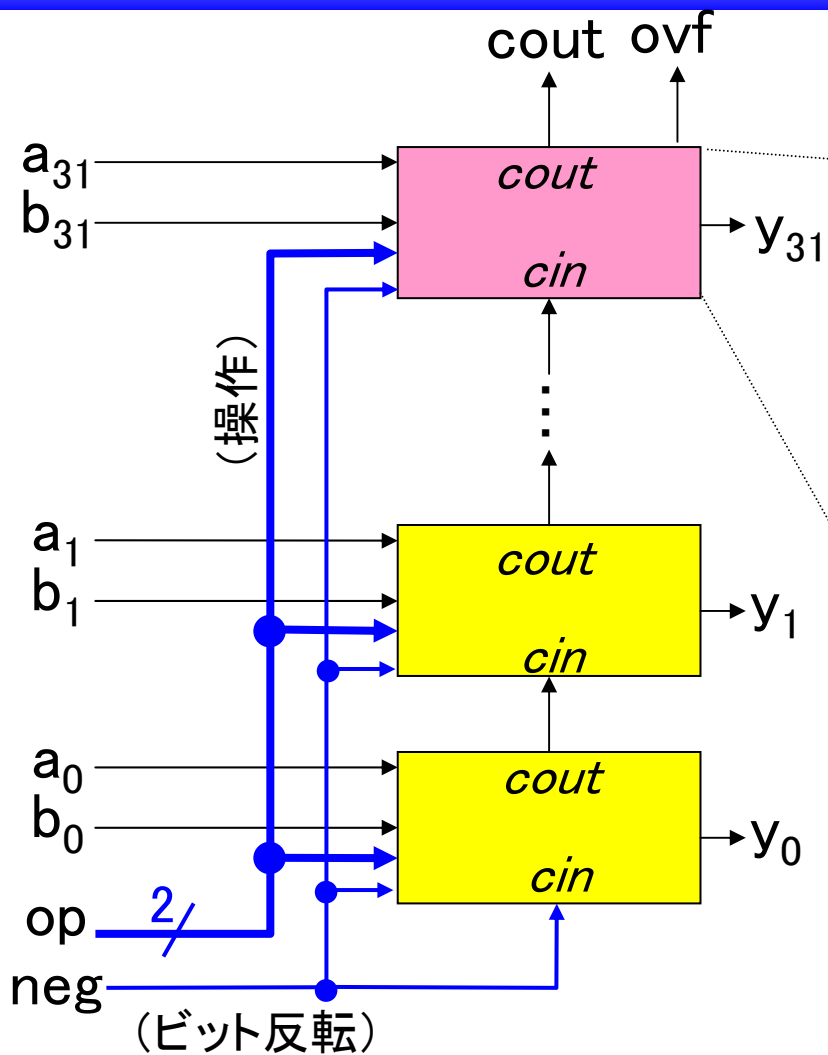 cout ovf
a31
cout
b31
y31
cin
(操作)
⋮
a1
cout
b1
y1
cin
a0
cout
b0
y0
cin
op
2
neg
(ビット反転)